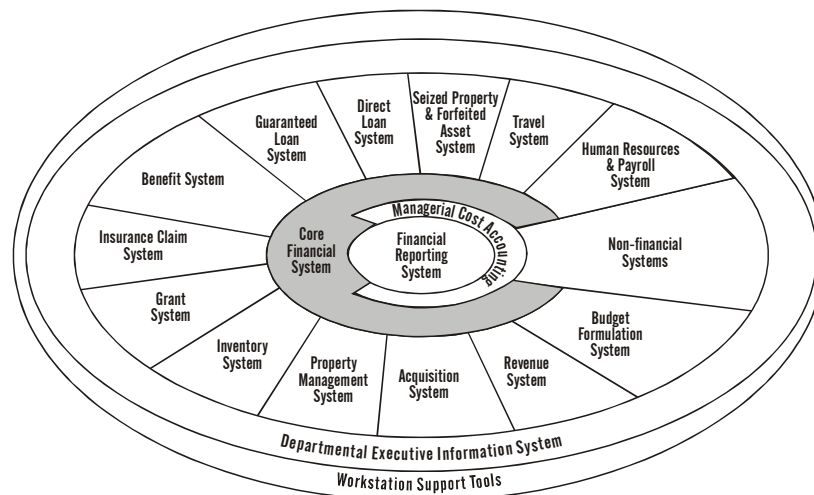 Seized Property
& Forfeited
Asset
System
Direct
Loan
System
Travel
System
Guaranteed
Loan
System
Human Resources
& Payroll
System
Benefit System
Managerial Cost Accounting
Core
Financial
System
Financial
Reporting
System
Insurance Claim
System
Non-financial
Systems
Grant
System
Budget
Formulation
System
Inventory
System
Property
Management
System
Acquisition
System
Revenue
System
Departmental Executive Information System
Workstation Support Tools